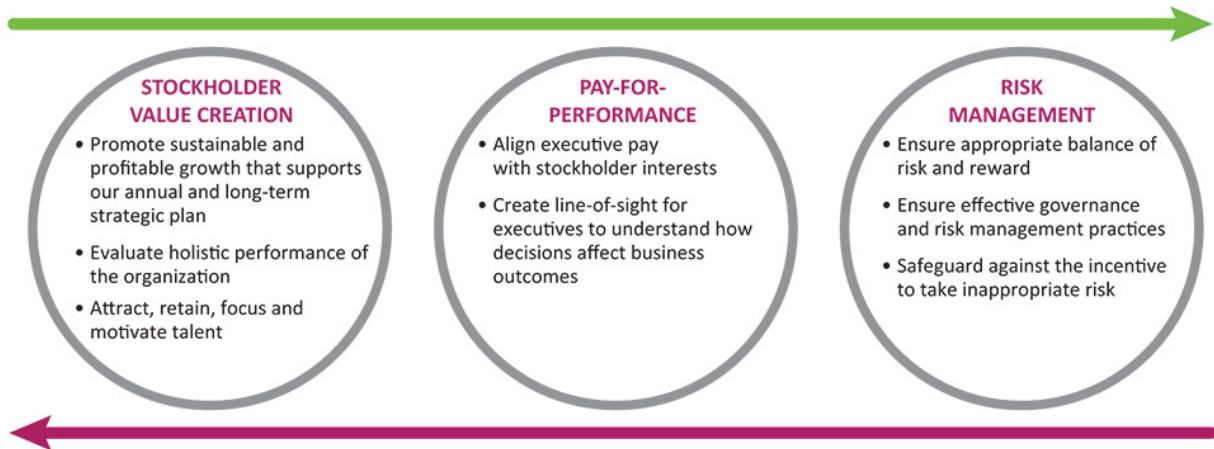 STOCKHOLDER
VALUE CREATION
• Promote sustainable and
profitable growth that supports
our annual and long-term
strategic plan
• Evaluate holistic performance of
the organization
• Attract, retain, focus and
motivate talent
PAY-FOR-
PERFORMANCE
• Align executive pay
with stockholder interests
• Create line-of-sight for
executives to understand how
decisions affect business
outcomes
RISK
MANAGEMENT
• Ensure appropriate balance of
risk and reward
• Ensure effective governance
and risk management practices
• Safeguard against the incentive
to take inappropriate risk